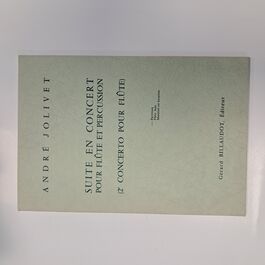 ANDRÉ JOLIVET
SUITE EN CONCERT
POUR FLÛTE ET PERCUSSION
(2e CONCERTO POUR FLÛTE)
Gérard BILLAUDOT, Éditeur